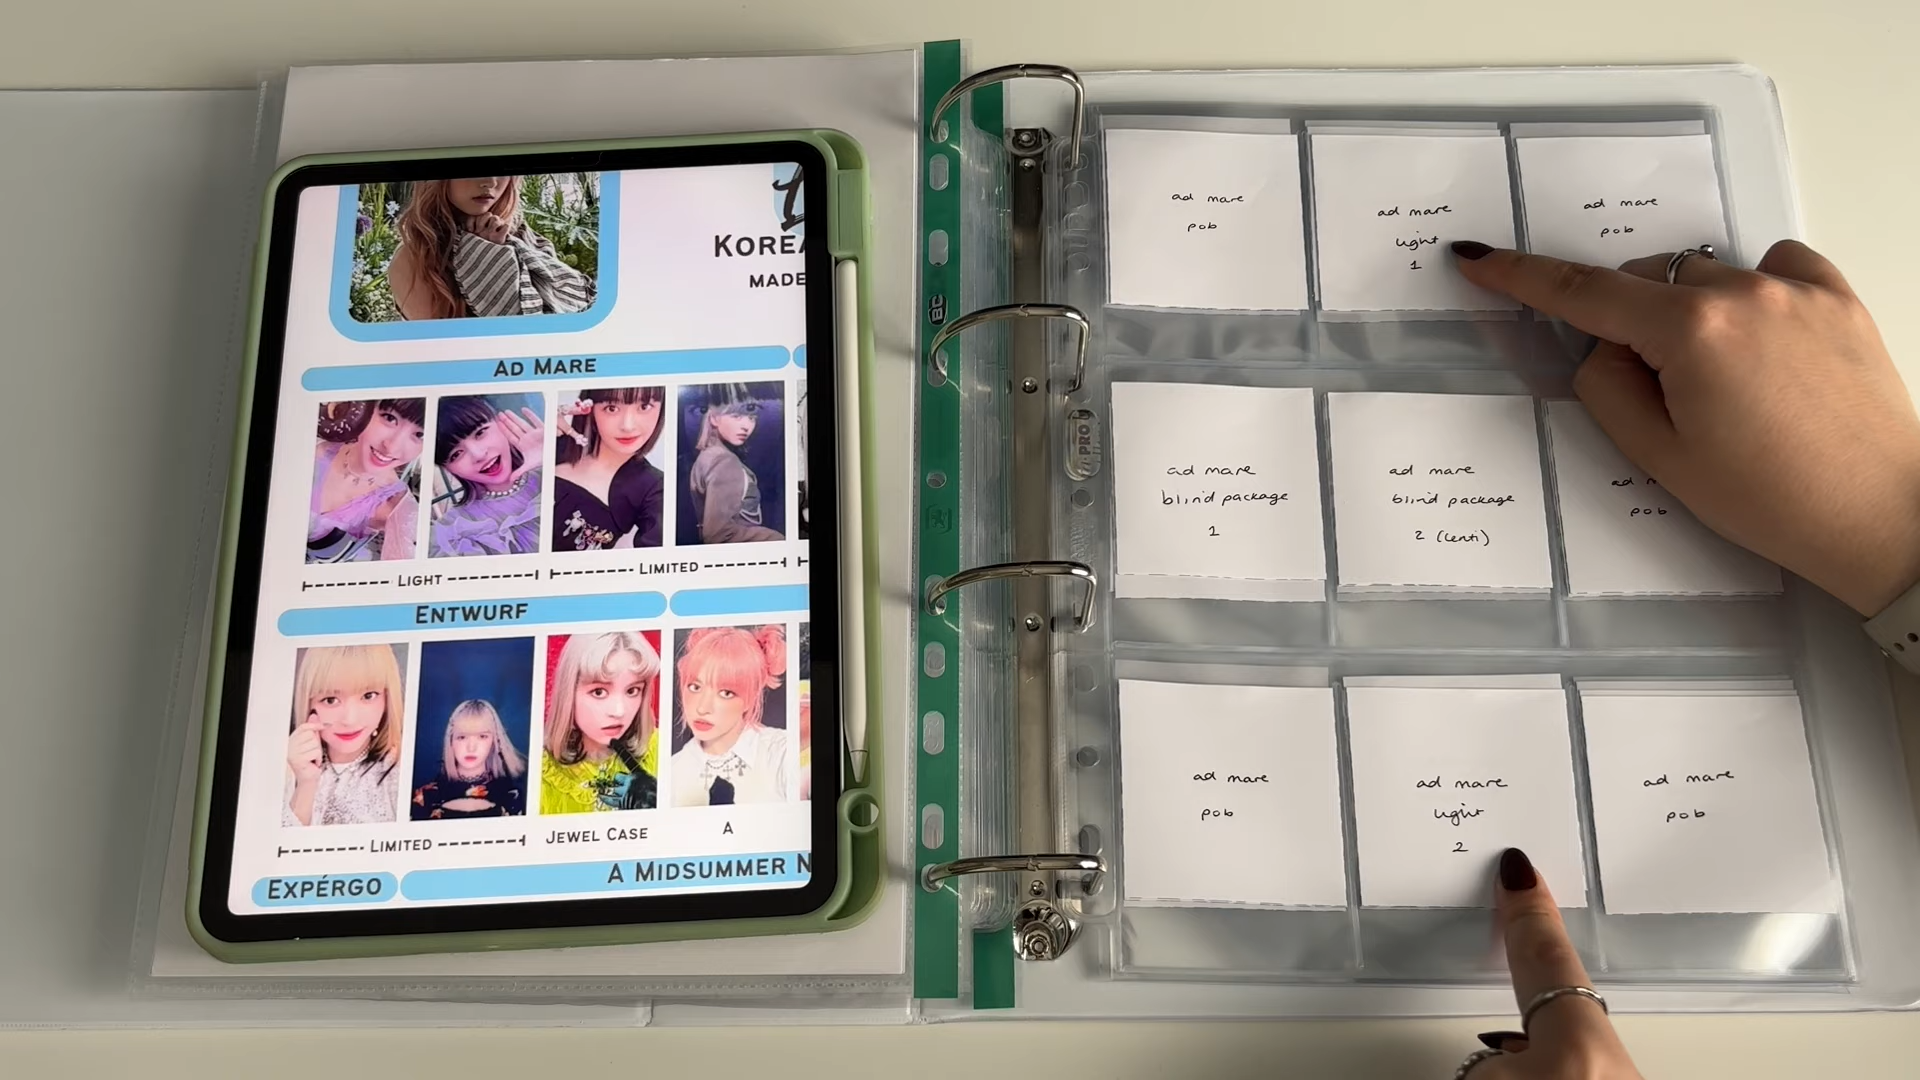 KOREA
MADE
AD MARE
LIGHT
LIMITED
ENTWURF
LIMITED
JEWEL CASE
A
EXPÉRGO
A MIDSUMMER N
BC
PRO
ad mare
pob
ad mare
light
1
ad mare
pob
ad mare
blind package
1
ad mare
blind package
2 (lenti)
ad
pob
ad mare
pob
ad mare
light
2
ad mare
pob